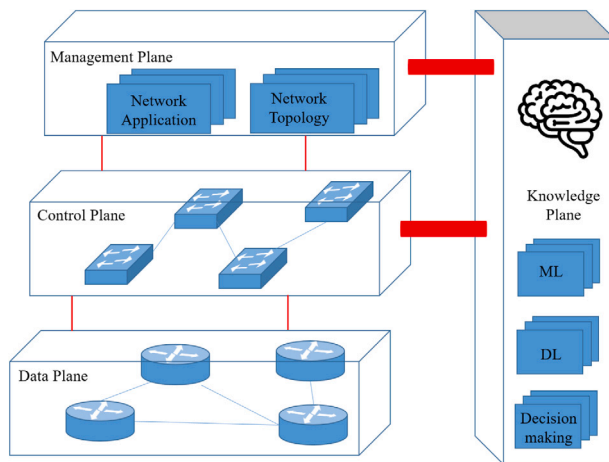 Management Plane
Network
Application
Network
Topology
Control Plane
Data Plane
Knowledge
Plane
ML
DL
Decision
making